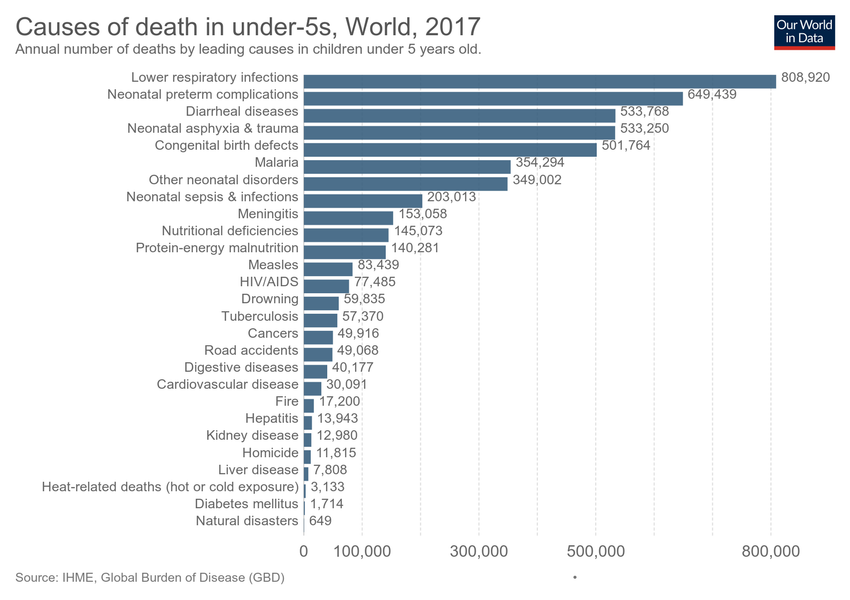 Causes of death in under-5s, World, 2017
Annual number of deaths by leading causes in children under 5 years old.
Our World
in Data
Lower respiratory infections 808,920
Neonatal preterm complications 649,439
Diarrheal diseases 533,768
Neonatal asphyxia & trauma 533,250
Congenital birth defects 501,764
Malaria 354,294
Other neonatal disorders 349,002
Neonatal sepsis & infections 203,013
Meningitis 153,058
Nutritional deficiencies 145,073
Protein-energy malnutrition 140,281
Measles 83,439
HIV/AIDS 77,485
Drowning 59,835
Tuberculosis 57,370
Cancers 49,916
Road accidents 49,068
Digestive diseases 40,177
Cardiovascular disease 30,091
Fire 17,200
Hepatitis 13,943
Kidney disease 12,980
Homicide 11,815
Liver disease 7,808
Heat-related deaths (hot or cold exposure) 3,133
Diabetes mellitus 1,714
Natural disasters 649
0 100,000 300,000 500,000 800,000
Source: IHME, Global Burden of Disease (GBD) •